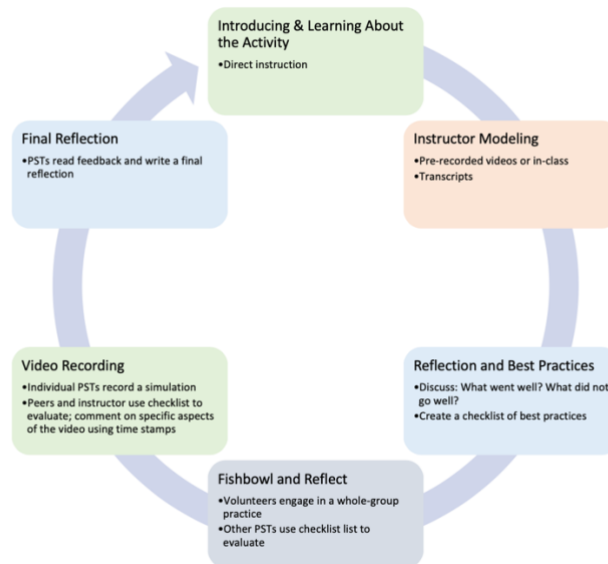 Introducing & Learning About
the Activity
•Direct instruction
Instructor Modeling
•Pre-recorded videos or in-class
•Transcripts
Reflection and Best Practices
•Discuss: What went well? What did not
go well?
•Create a checklist of best practices
Fishbowl and Reflect
•Volunteers engage in a whole-group
practice
•Other PSTs use checklist list to
evaluate
Video Recording
•Individual PSTs record a simulation
•Peers and instructor use checklist to
evaluate; comment on specific aspects
of the video using time stamps
Final Reflection
•PSTs read feedback and write a final
reflection